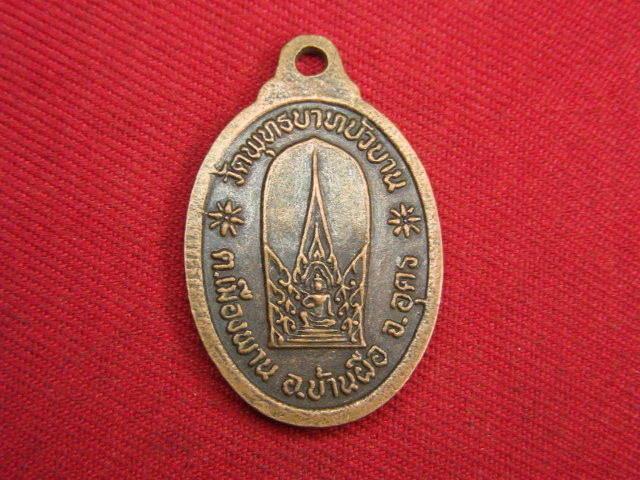 วัดพุทธบาทบัวบาน
ต.เมืองพาน อ.บ้านผือ จ.อุดร